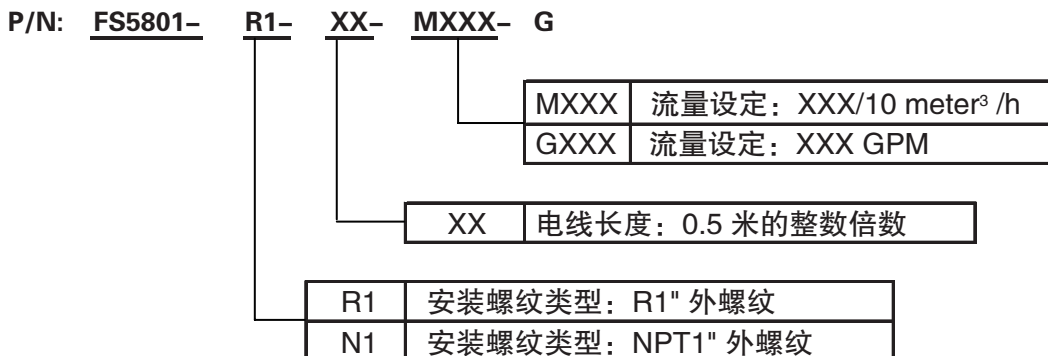 P/N: FS5801– R1– XX– MXXX– G
MXXX 流量设定：XXX/10 meter³ /h
GXXX 流量设定：XXX GPM
XX 电线长度：0.5 米的整数倍数
R1 安装螺纹类型：R1" 外螺纹
N1 安装螺纹类型：NPT1" 外螺纹